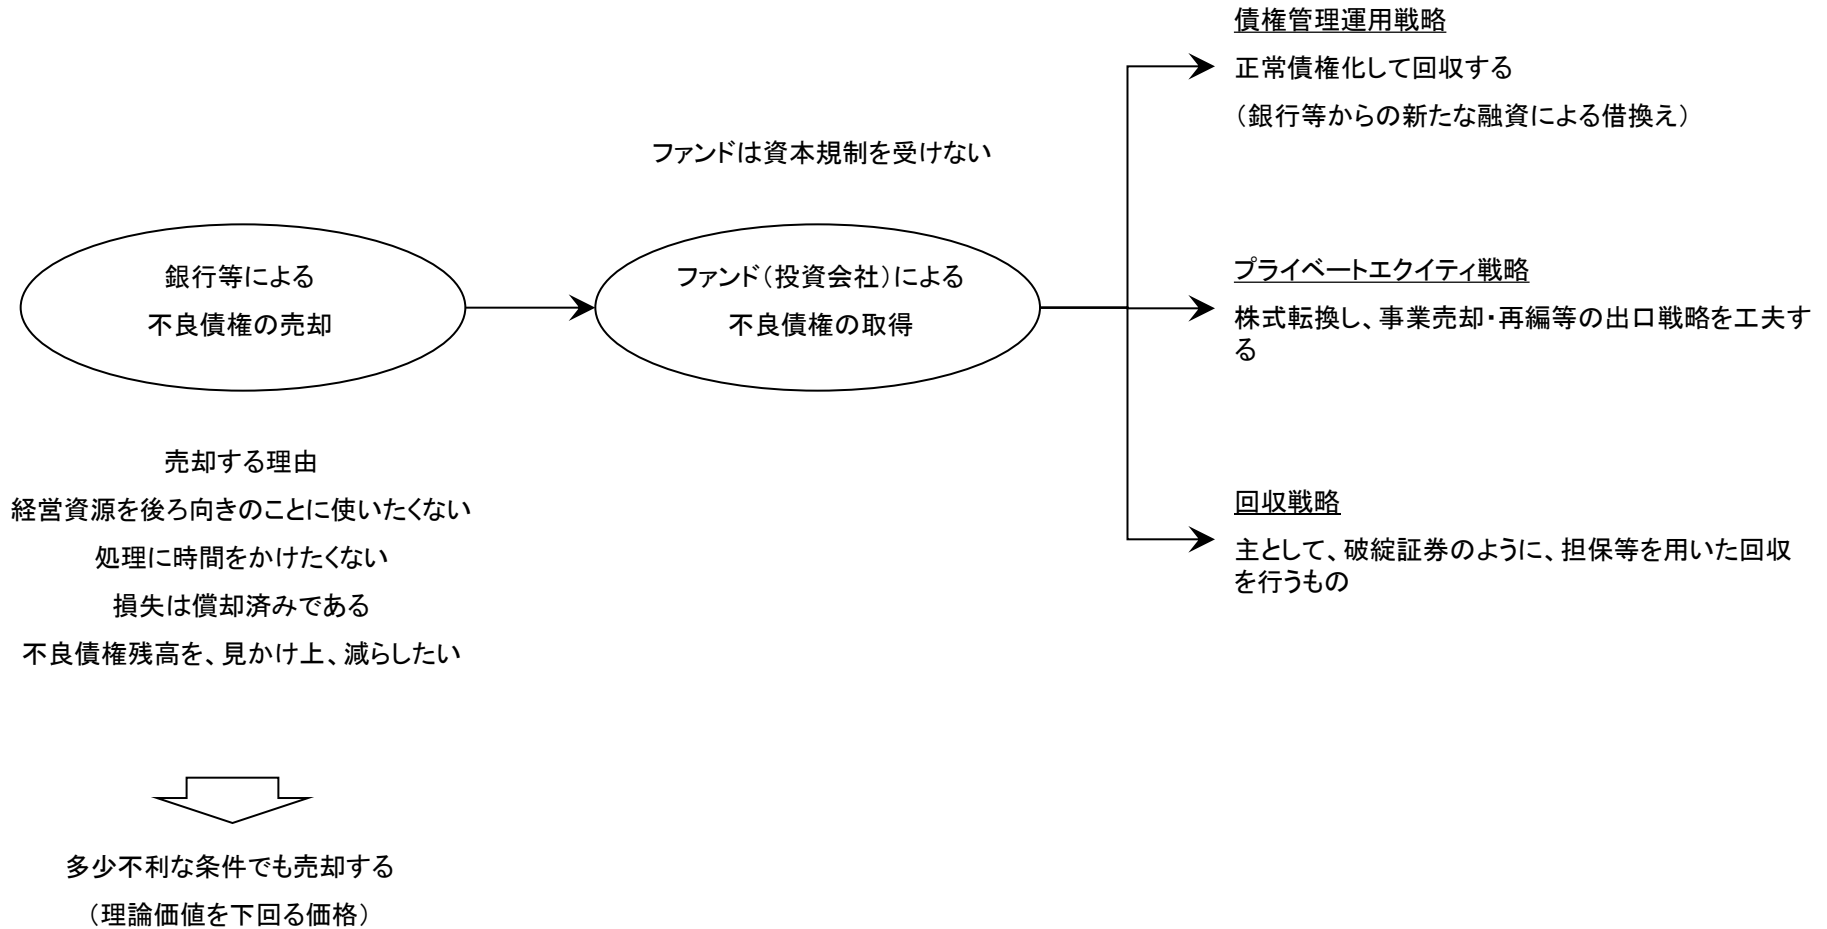 銀行等による
不良債権の売却
売却する理由
経営資源を後ろ向きのことに使いたくない
処理に時間をかけたくない
損失は償却済みである
不良債権残高を、見かけ上、減らしたい
多少不利な条件でも売却する
（理論価値を下回る価格）
ファンドは資本規制を受けない
ファンド（投資会社）による
不良債権の取得
債権管理運用戦略
正常債権化して回収する
（銀行等からの新たな融資による借換え）
プライベートエクイティ戦略
株式転換し、事業売却・再編等の出口戦略を工夫す
る
回収戦略
主として、破綻証券のように、担保等を用いた回収
を行うもの